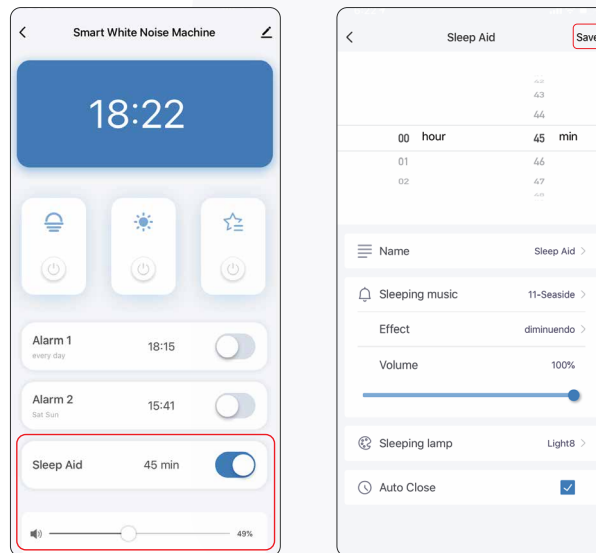 Smart White Noise Machine
18:22
Alarm 1
every day
18:15
Alarm 2
Sat Sun
15:41
Sleep Aid
45 min
49%
Sleep Aid
Save
43
44
00 hour 45 min
01 46
02 47
Name Sleep Aid
Sleeping music 11-Seaside
Effect diminuendo
Volume 100%
Sleeping lamp Light8
Auto Close